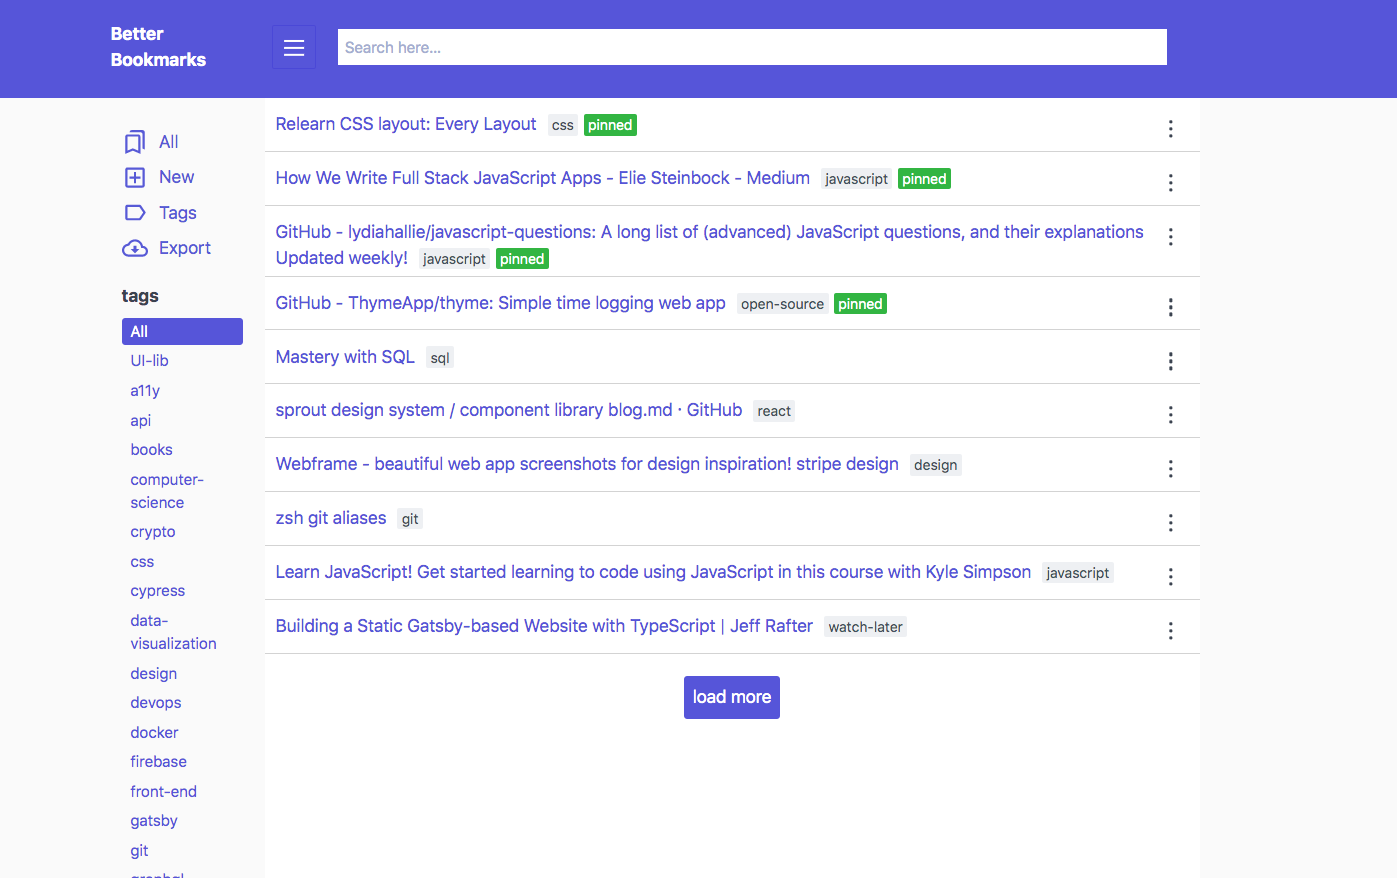 Better
Bookmarks
Search here...
All
New
Tags
Export
tags
All
UI-lib
a11y
api
books
computer-
science
crypto
css
cypress
data-
visualization
design
devops
docker
firebase
front-end
gatsby
git
Relearn CSS layout: Every Layout css pinned
How We Write Full Stack JavaScript Apps - Elie Steinbock - Medium javascript pinned
GitHub - lydiahallie/javascript-questions: A long list of (advanced) JavaScript questions, and their explanations
Updated weekly! javascript pinned
GitHub - ThymeApp/thyme: Simple time logging web app open-source pinned
Mastery with SQL sql
sprout design system / component library blog.md · GitHub react
Webframe - beautiful web app screenshots for design inspiration! stripe design design
zsh git aliases git
Learn JavaScript! Get started learning to code using JavaScript in this course with Kyle Simpson javascript
Building a Static Gatsby-based Website with TypeScript | Jeff Rafter watch-later
load more